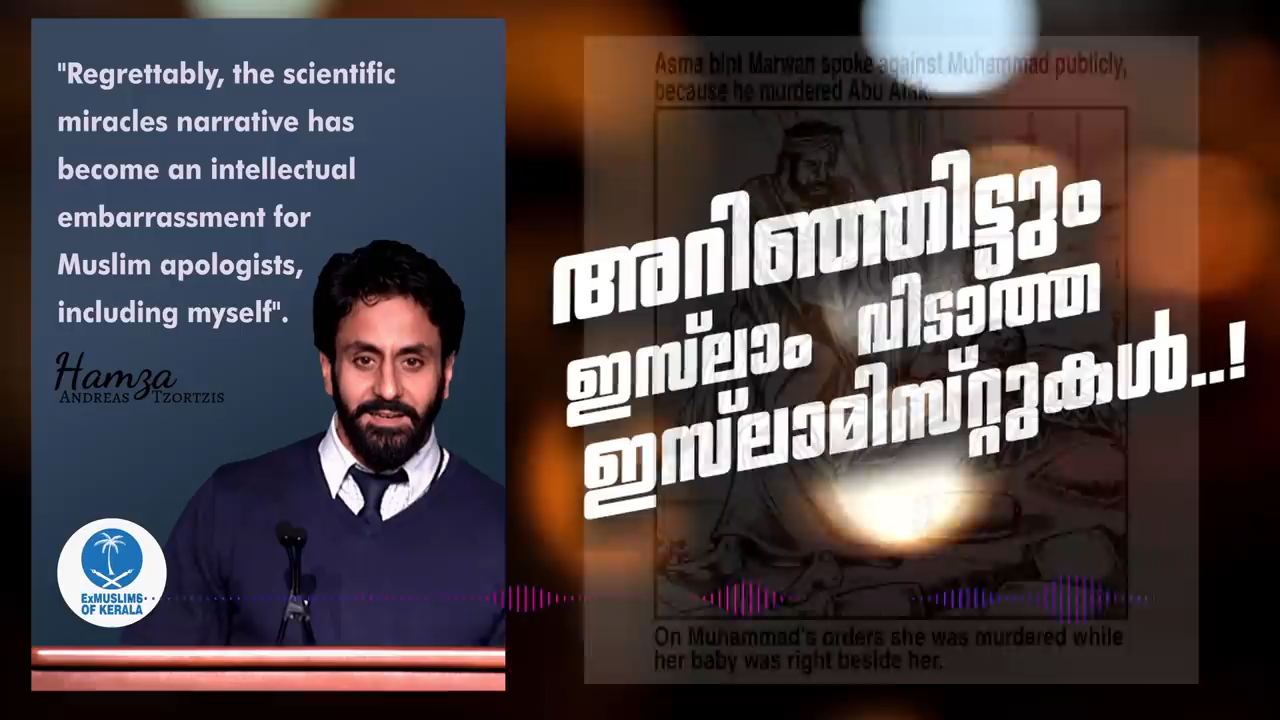 "Regrettably, the scientific
miracles narrative has
become an intellectual
embarrassment for
Muslim apologists,
including myself".
Hamza
ANDREAS TZORTZIS
ExMUSLIMS
OF KERALA
Asma bint Marwan spoke against Muhammad publicly,
because he murdered Abu Afak.
അറിഞ്ഞിട്ടും
ഇസ്ലാം വിടാത്ത
ഇസ്ലാമിസ്റ്റുകൾ..!
On Muhammad's orders she was murdered while
her baby was right beside her.